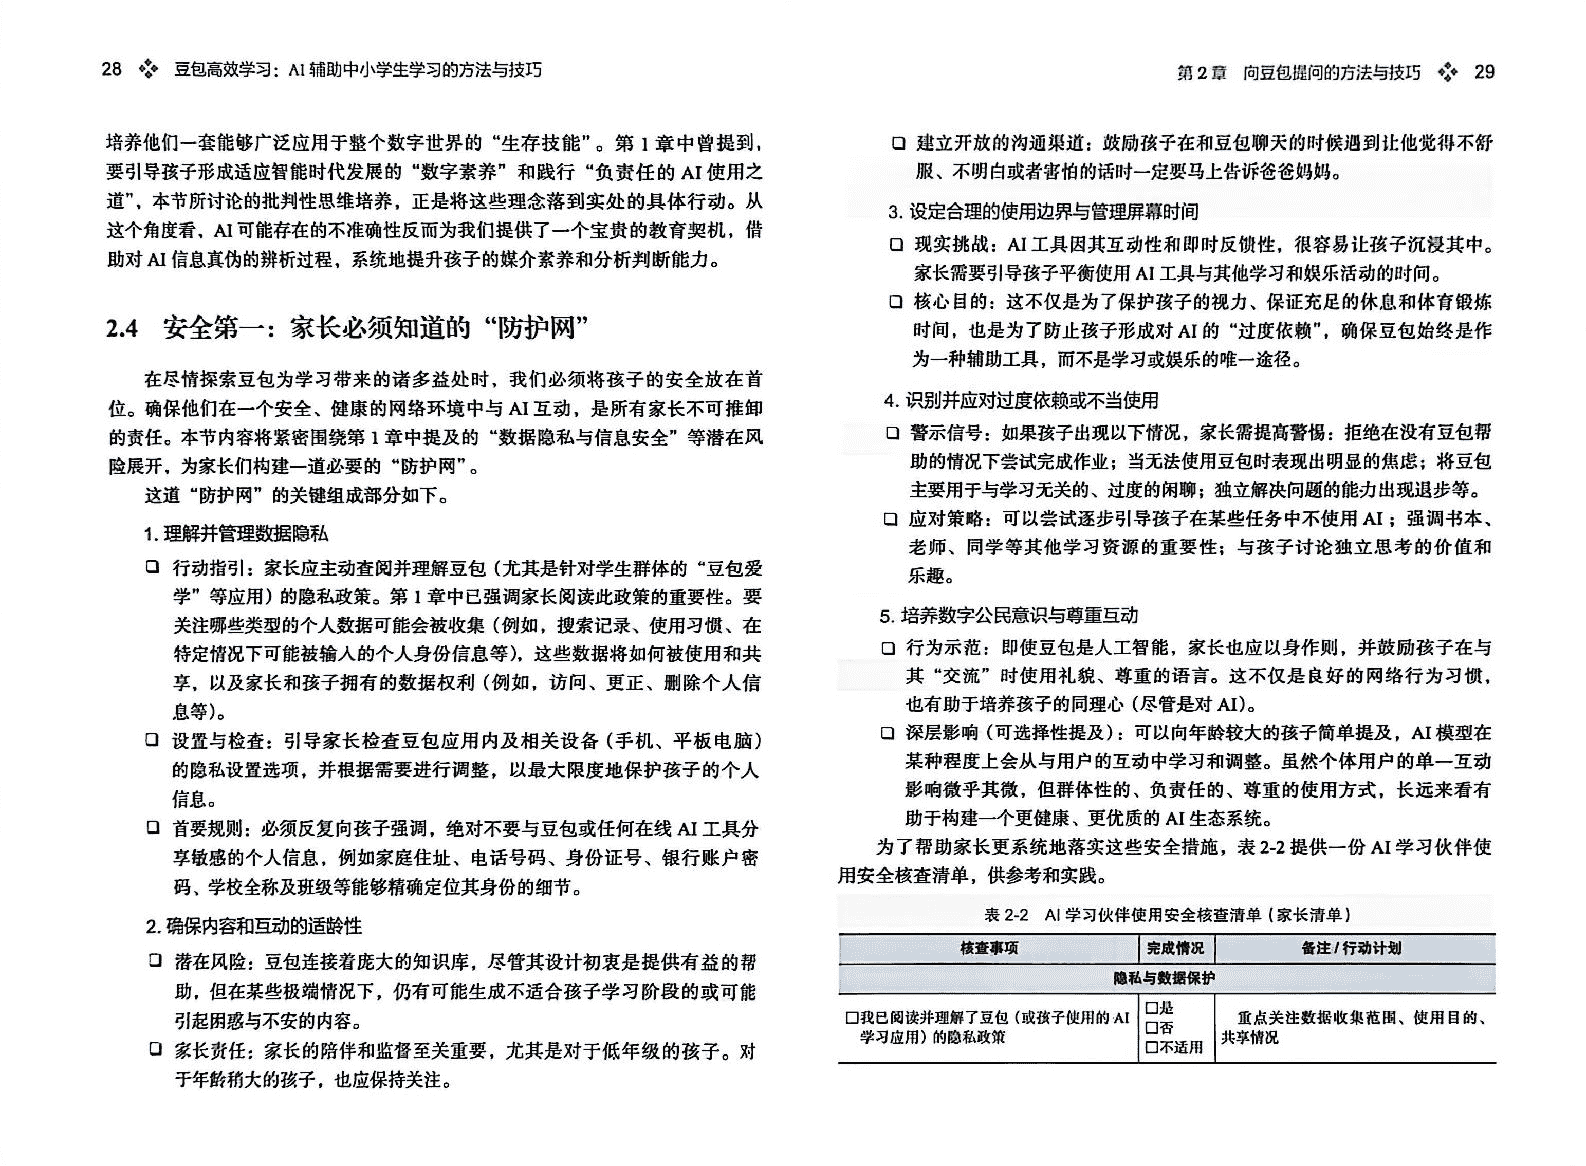 28 豆包高效学习：AI 辅助中小学生学习的方法与技巧
培养他们一套能够广泛应用于整个数字世界的“生存技能”。第 1 章中曾提到，
要引导孩子形成适应智能时代发展的“数字素养”和践行“负责任的 AI 使用之
道”，本节所讨论的批判性思维培养，正是将这些理念落到实处的具体行动。从
这个角度看，AI 可能存在的不准确性反而为我们提供了一个宝贵的教育契机，借
助对 AI 信息真伪的辨析过程，系统地提升孩子的媒介素养和分析判断能力。
2.4 安全第一：家长必须知道的“防护网”
在尽情探索豆包为学习带来的诸多益处时，我们必须将孩子的安全放在首
位。确保他们在一个安全、健康的网络环境中与 AI 互动，是所有家长不可推卸
的责任。本节内容将紧密围绕第 1 章中提及的“数据隐私与信息安全”等潜在风
险展开，为家长们构建一道必要的“防护网”。
这道“防护网”的关键组成部分如下。
1. 理解并管理数据隐私
❏ 行动指引：家长应主动查阅并理解豆包（尤其是针对学生群体的“豆包爱
学”等应用）的隐私政策。第 1 章中已强调家长阅读此政策的重要性。要
关注哪些类型的个人数据可能会被收集（例如，搜索记录、使用习惯、在
特定情况下可能被输入的个人身份信息等），这些数据将如何被使用和共
享，以及家长和孩子拥有的数据权利（例如，访问、更正、删除个人信
息等）。
❏ 设置与检查：引导家长检查豆包应用内及相关设备（手机、平板电脑）
的隐私设置选项，并根据需要进行调整，以最大限度地保护孩子的个人
信息。
❏ 首要规则：必须反复向孩子强调，绝对不要与豆包或任何在线 AI 工具分
享敏感的个人信息，例如家庭住址、电话号码、身份证号、银行账户密
码、学校全称及班级等能够精确定位其身份的细节。
2. 确保内容和互动的适龄性
❏ 潜在风险：豆包连接着庞大的知识库，尽管其设计初衷是提供有益的帮
助，但在某些极端情况下，仍有可能生成不适合孩子学习阶段的或可能
引起困惑与不安的内容。
❏ 家长责任：家长的陪伴和监督至关重要，尤其是对于低年级的孩子。对
于年龄稍大的孩子，也应保持关注。
第 2 章 向豆包提问的方法与技巧 29
❏ 建立开放的沟通渠道：鼓励孩子在和豆包聊天的时候遇到让他觉得不舒
服、不明白或者害怕的话时一定要马上告诉爸爸妈妈。
3. 设定合理的使用边界与管理屏幕时间
❏ 现实挑战：AI 工具因其互动性和即时反馈性，很容易让孩子沉浸其中。
家长需要引导孩子平衡使用 AI 工具与其他学习和娱乐活动的时间。
❏ 核心目的：这不仅是为了保护孩子的视力、保证充足的休息和体育锻炼
时间，也是为了防止孩子形成对 AI 的“过度依赖”，确保豆包始终是作
为一种辅助工具，而不是学习或娱乐的唯一途径。
4. 识别并应对过度依赖或不当使用
❏ 警示信号：如果孩子出现以下情况，家长需提高警惕：拒绝在没有豆包帮
助的情况下尝试完成作业；当无法使用豆包时表现出明显的焦虑；将豆包
主要用于与学习无关的、过度的闲聊；独立解决问题的能力出现退步等。
❏ 应对策略：可以尝试逐步引导孩子在某些任务中不使用 AI；强调书本、
老师、同学等其他学习资源的重要性；与孩子讨论独立思考的价值和
乐趣。
5. 培养数字公民意识与尊重互动
❏ 行为示范：即使豆包是人工智能，家长也应以身作则，并鼓励孩子在与
其“交流”时使用礼貌、尊重的语言。这不仅是良好的网络行为习惯，
也有助于培养孩子的同理心（尽管是对 AI）。
❏ 深层影响（可选择性提及）：可以向年龄较大的孩子简单提及，AI 模型在
某种程度上会从与用户的互动中学习和调整。虽然个体用户的单一互动
影响微乎其微，但群体性的、负责任的、尊重的使用方式，长远来看有
助于构建一个更健康、更优质的 AI 生态系统。
为了帮助家长更系统地落实这些安全措施，表 2-2 提供一份 AI 学习伙伴使
用安全核查清单，供参考和实践。
表 2-2 AI 学习伙伴使用安全核查清单（家长清单）
核查事项 完成情况 备注 / 行动计划
隐私与数据保护
□我已阅读并理解了豆包（或孩子使用的 AI
学习应用）的隐私政策
□是
□否
□不适用
重点关注数据收集范围、使用目的、
共享情况